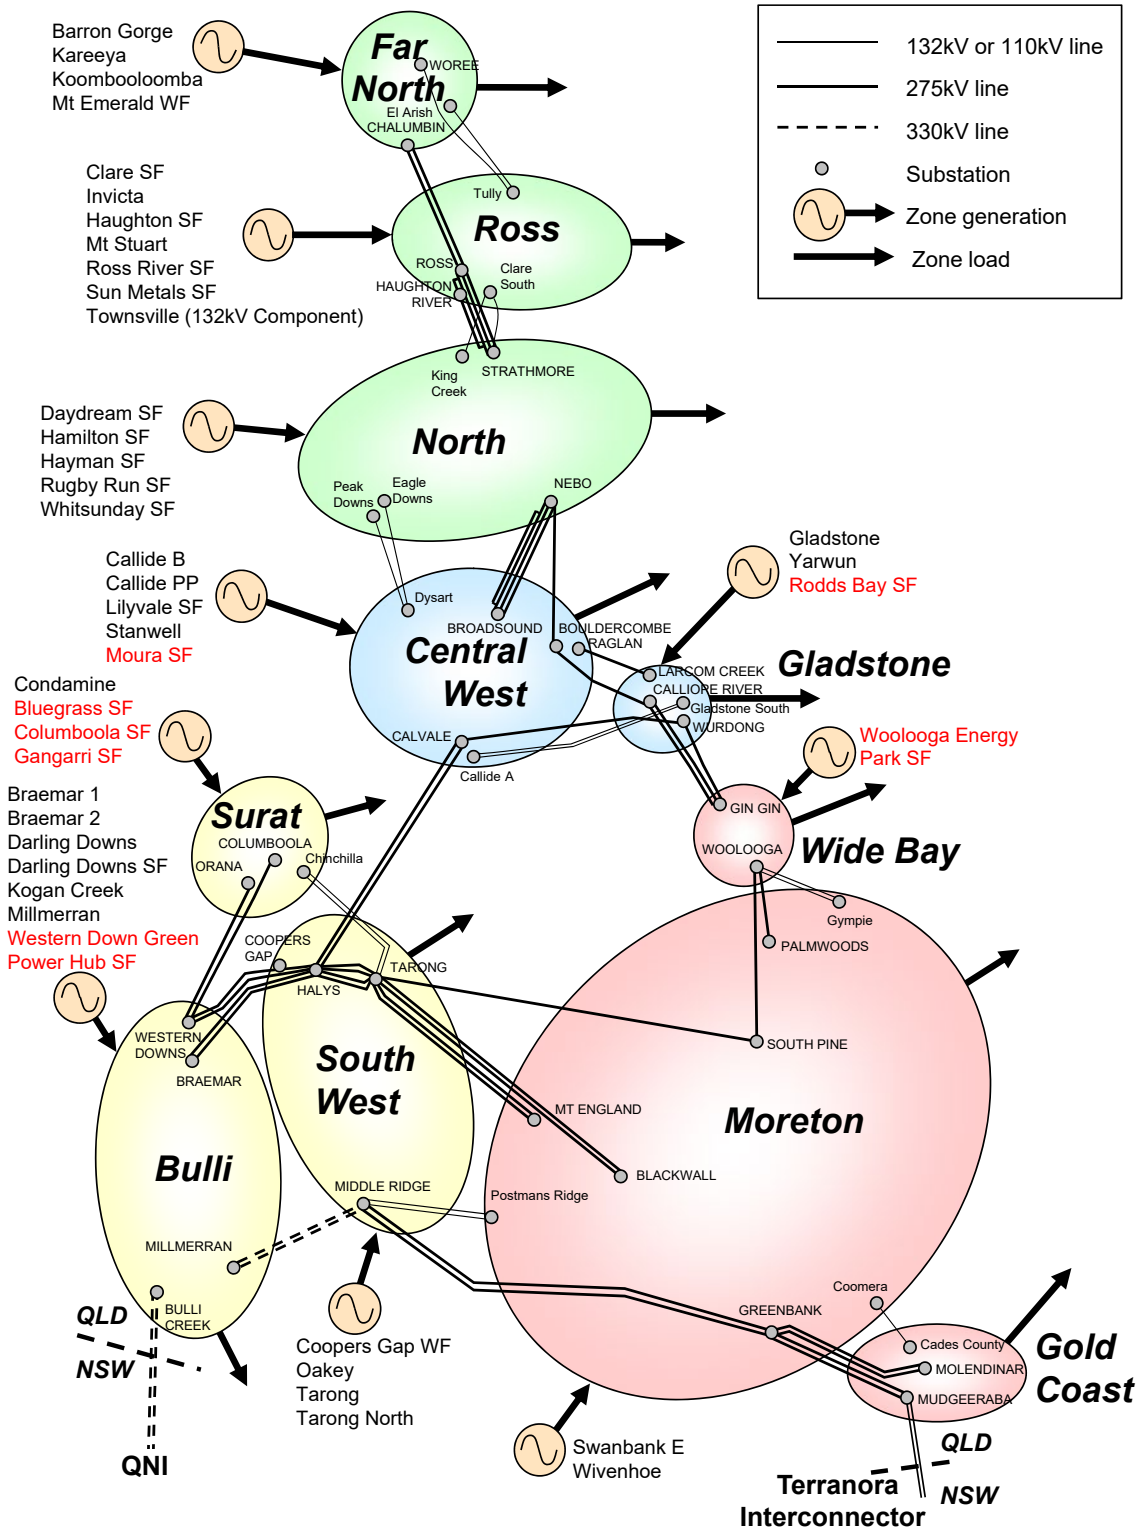 Barron Gorge
Kareeya
Koombooloomba
Mt Emerald WF
Far
North
WOREE
El Arish
CHALUMBIN
132kV or 110kV line
275kV line
330kV line
Substation
Zone generation
Zone load
Clare SF
Invicta
Haughton SF
Mt Stuart
Ross River SF
Sun Metals SF
Townsville (132kV Component)
Tully
Ross
ROSS
Clare
South
HAUGHTON
RIVER
King
Creek
STRATHMORE
Daydream SF
Hamilton SF
Hayman SF
Rugby Run SF
Whitsunday SF
North
Peak
Downs
Eagle
Downs
NEBO
Callide B
Callide PP
Lilyvale SF
Stanwell
Moura SF
Gladstone
Yarwun
Rodds Bay SF
Dysart
BROADSOUND
BOULDERCOMBE
RAGLAN
Central
West
LARCOM CREEK
CALLIOPE RIVER
Gladstone South
WURDONG
Gladstone
CALVALE
Callide A
Condamine
Bluegrass SF
Columboola SF
Gangarri SF
Woolooga Energy
Park SF
Braemar 1
Braemar 2
Darling Downs
Darling Downs SF
Kogan Creek
Millmerran
Western Down Green
Power Hub SF
Surat
COLUMBOOLA
ORANA
Chinchilla
GIN GIN
WOOLOOGA
Wide Bay
Gympie
PALMWOODS
COOPERS
GAP
HALYS
TARONG
WESTERN
DOWNS
BRAEMAR
SOUTH PINE
South
West
MT ENGLAND
Moreton
Bulli
BLACKWALL
MIDDLE RIDGE
Postmans Ridge
MILLMERRAN
BULLI
CREEK
QLD
NSW
QNI
Coopers Gap WF
Oakey
Tarong
Tarong North
Coomera
GREENBANK
Cades County
MOLENDINAR
MUDGEERABA
Gold
Coast
Swanbank E
Wivenhoe
QLD
NSW
Terranora
Interconnector